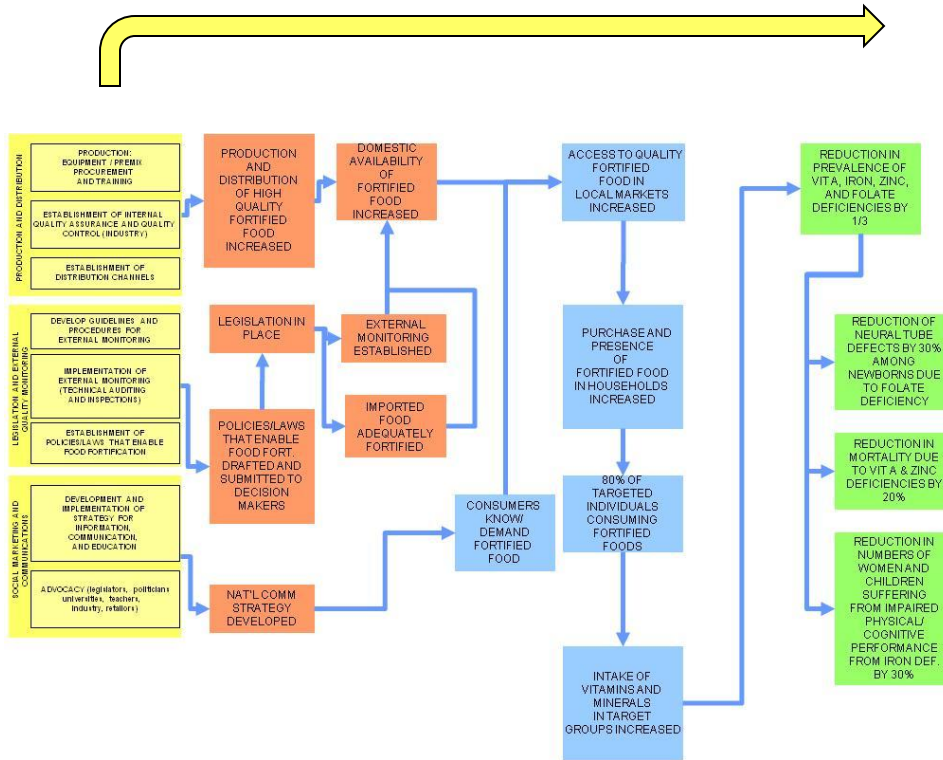 PRODUCTION AND DISTRIBUTION
PRODUCTION:
EQUIPMENT / PREMIX
PROCUREMENT
AND TRAINING
ESTABLISHMENT OF INTERNAL
QUALITY ASSURANCE AND QUALITY
CONTROL (INDUSTRY)
ESTABLISHMENT OF
DISTRIBUTION CHANNELS
LEGISLATION AND EXTERNAL
QUALITY MONITORING
DEVELOP GUIDELINES AND
PROCEDURES FOR
EXTERNAL MONITORING
IMPLEMENTATION OF
EXTERNAL MONITORING
(TECHNICAL AUDITING
AND INSPECTIONS)
ESTABLISHMENT OF
POLICIES/LAWS THAT ENABLE
FOOD FORTIFICATION
SOCIAL MARKETING AND
COMMUNICATIONS
DEVELOPMENT AND
IMPLEMENTATION OF
STRATEGY FOR
INFORMATION,
COMMUNICATION,
AND EDUCATION
ADVOCACY (legislators, politicians
universities, teachers,
industry, retailors)
PRODUCTION
AND
DISTRIBUTION
OF HIGH
QUALITY
FORTIFIED
FOOD
INCREASED
LEGISLATION IN
PLACE
POLICIES/LAWS
THAT ENABLE
FOOD FORT.
DRAFTED AND
SUBMITTED TO
DECISION
MAKERS
NAT'L COMM
STRATEGY
DEVELOPED
DOMESTIC
AVAILABILITY
OF
FORTIFIED
FOOD
INCREASED
EXTERNAL
MONITORING
ESTABLISHED
IMPORTED
FOOD
ADEQUATELY
FORTIFIED
CONSUMERS
KNOW/
DEMAND
FORTIFIED
FOOD
ACCESS TO QUALITY
FORTIFIED
FOOD IN
LOCAL MARKETS
INCREASED
PURCHASE AND
PRESENCE
OF
FORTIFIED FOOD
IN HOUSEHOLDS
INCREASED
80% OF
TARGETED
INDIVIDUALS
CONSUMING
FORTIFIED
FOODS
INTAKE OF
VITAMINS AND
MINERALS
IN TARGET
GROUPS INCREASED
REDUCTION IN
PREVALENCE OF
VIT A, IRON, ZINC,
AND FOLATE
DEFICIENCIES BY
1/3
REDUCTION OF
NEURAL TUBE
DEFECTS BY 30%
AMONG
NEWBORNS DUE
TO FOLATE
DEFICIENCY
REDUCTION IN
MORTALITY DUE
TO VIT A & ZINC
DEFICIENCIES BY
20%
REDUCTION IN
NUMBERS OF
WOMEN AND
CHILDREN
SUFFERING
FROM IMPAIRED
PHYSICAL/
COGNITIVE
PERFORMANCE
FROM IRON DEF.
BY 30%